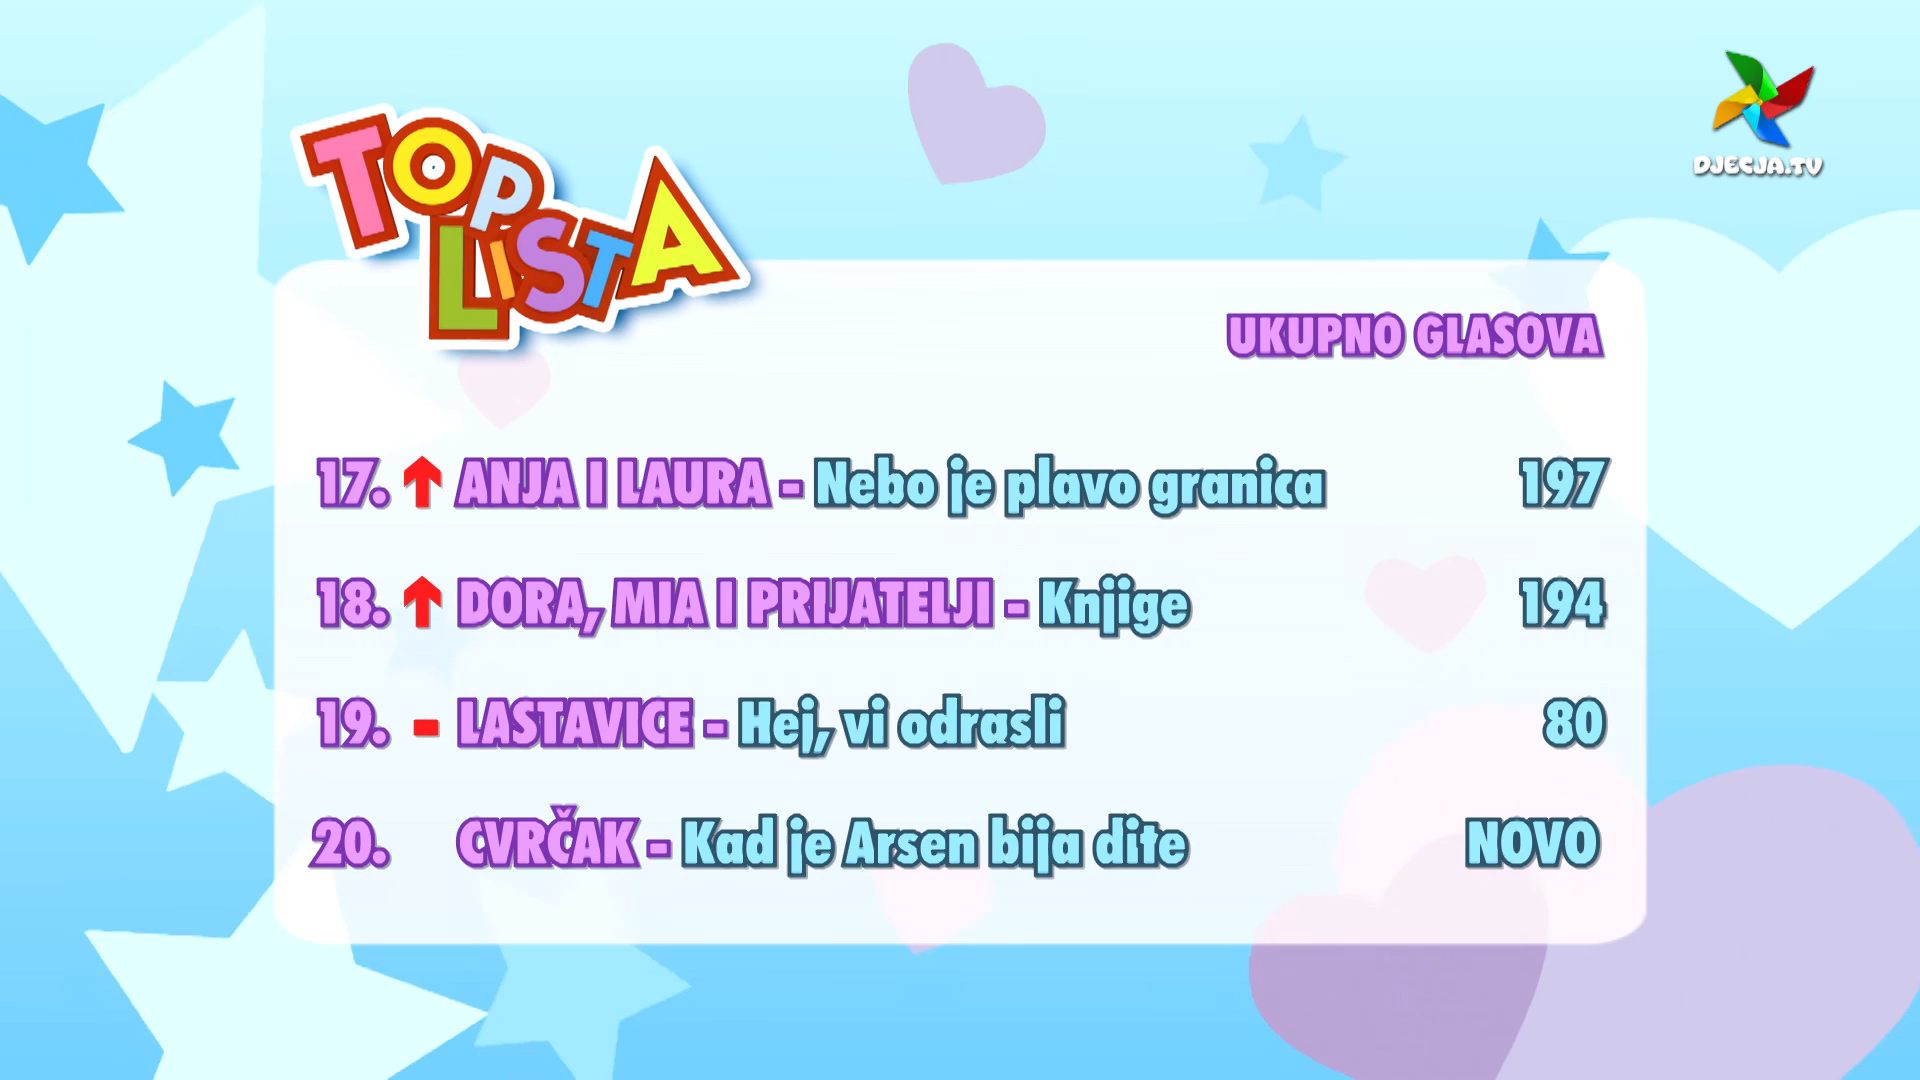 TOP
LISTA
DJECJA.TV
UKUPNO GLASOVA
17. ↑ ANJA I LAURA - Nebo je plavo granica 197
18. ↑ DORA, MIA I PRIJATELJI - Knjige 194
19. - LASTAVICE - Hej, vi odrasli 80
20. CVRČAK - Kad je Arsen bija dite NOVO